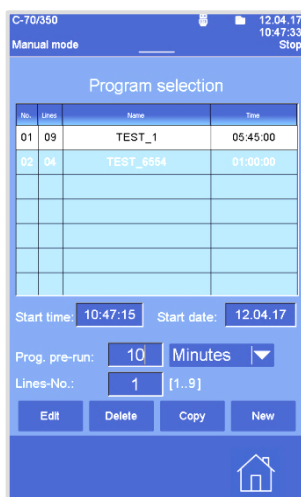 C-70/350
12.04.17
10:47:33
Manual mode
Stop
Program selection
No. Lines Name Time
01 09 TEST_1 05:45:00
02 04 TEST_6554 01:00:00
Start time: 10:47:15 Start date: 12.04.17
Prog. pre-run: 10 Minutes
Lines-No.: 1 [1..9]
Edit Delete Copy New